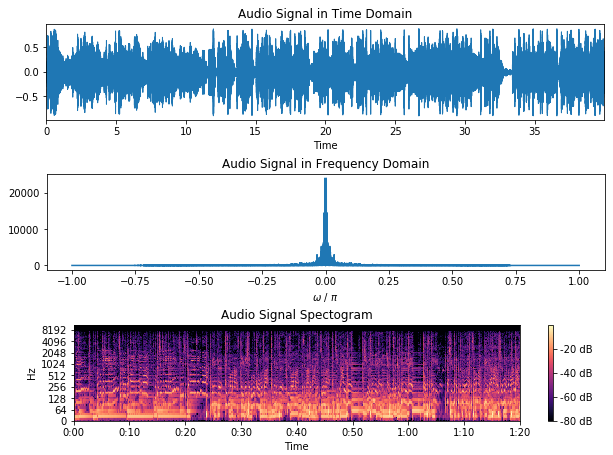 Audio Signal in Time Domain
0.5
0.0
−0.5
0 5 10 15 20 25 30 35
Time
Audio Signal in Frequency Domain
20000
10000
0
−1.00 −0.75 −0.50 −0.25 0.00 0.25 0.50 0.75 1.00
ω / π
Audio Signal Spectogram
8192
4096
2048
1024
512
256
128
64
0
Hz
0:00 0:10 0:20 0:30 0:40 0:50 1:00 1:10 1:20
Time
-20 dB
-40 dB
-60 dB
-80 dB